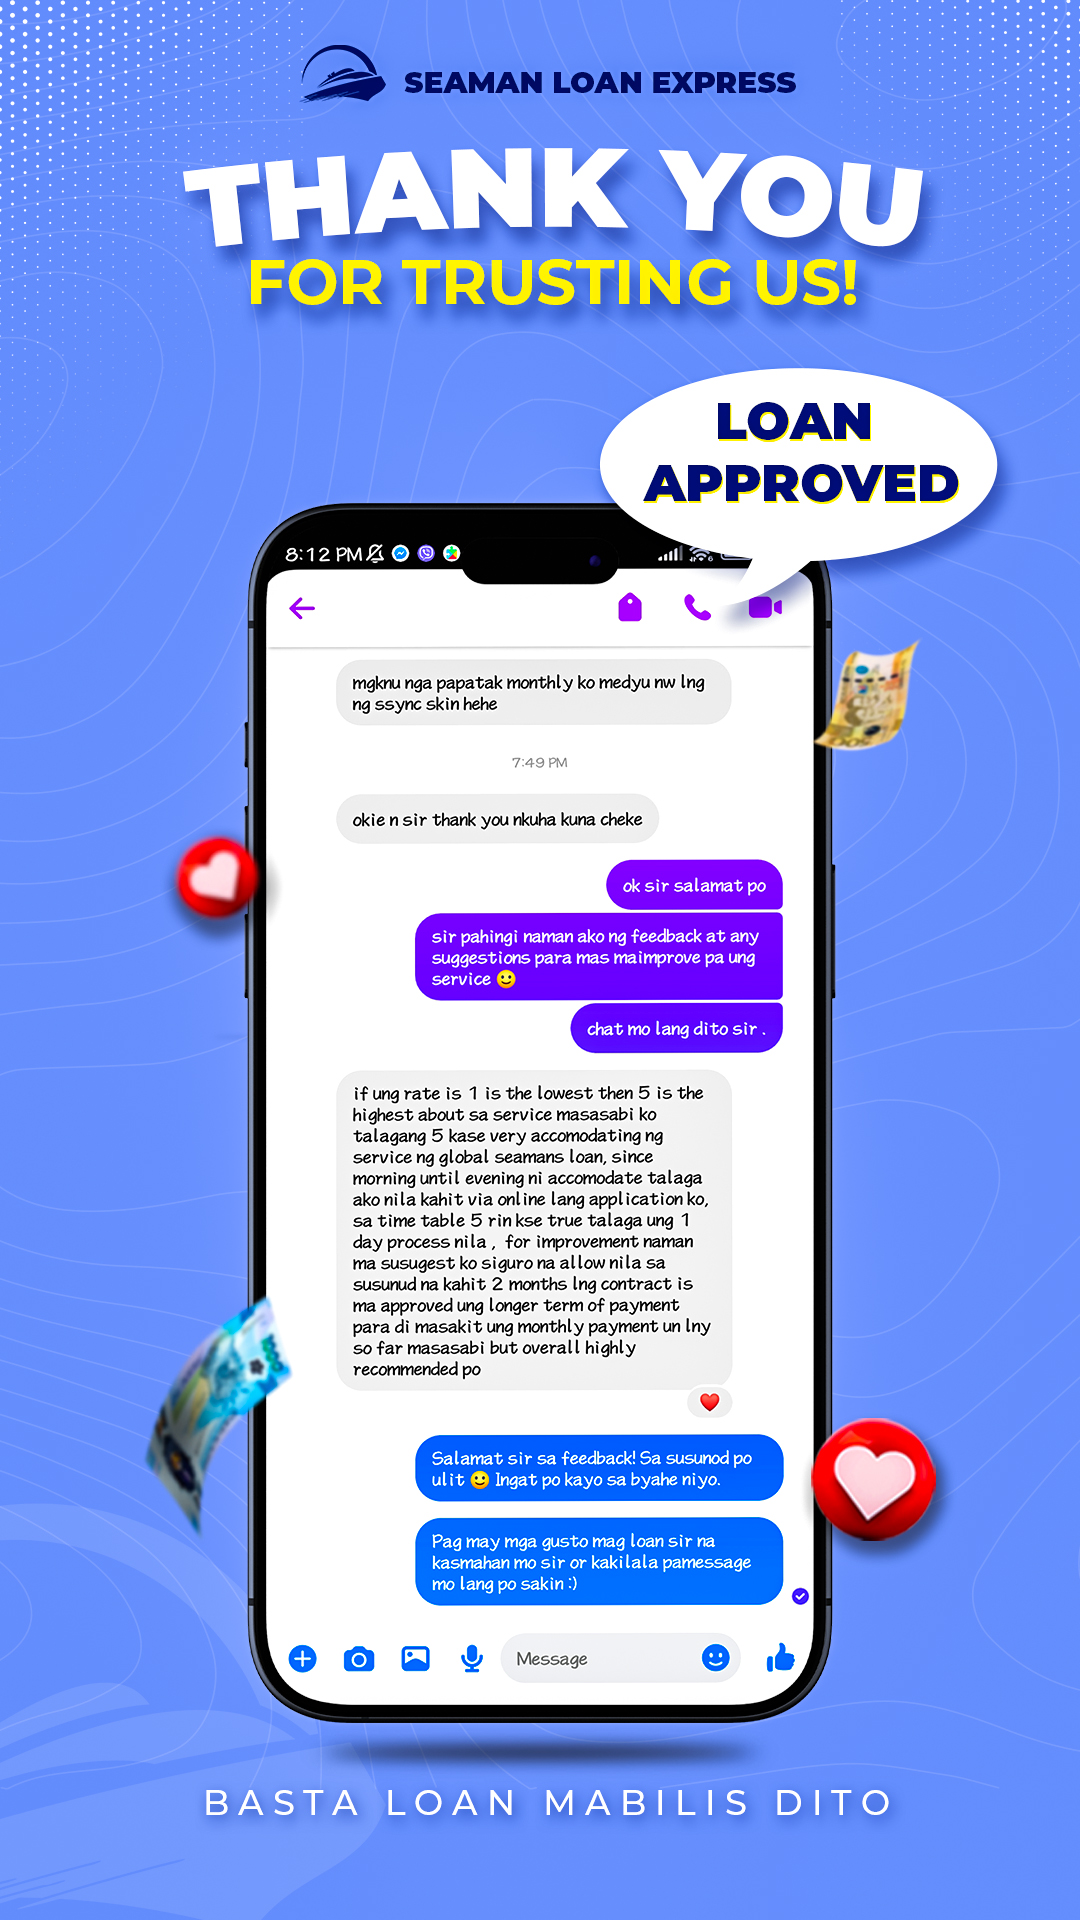 SEAMAN LOAN EXPRESS
THANK YOU
FOR TRUSTING US!
LOAN
APPROVED
8:12 PM
mgknu nga papatak monthly ko medyu nw lng
ng ssync skin hehe
7:49 PM
okie n sir thank you nkuha kuna cheke
ok sir salamat po
sir pahingi naman ako ng feedback at any
suggestions para mas maimprove pa ung
service 🙂
chat mo lang dito sir .
if ung rate is 1 is the lowest then 5 is the
highest about sa service masasabi ko
talagang 5 kase very accomodating ng
service ng global seamans loan, since
morning until evening ni accomodate talaga
ako nila kahit via online lang application ko,
sa time table 5 rin kse true talaga ung 1
day process nila , for improvement naman
ma susugest ko siguro na allow nila sa
susunud na kahit 2 months lng contract is
ma approved ung longer term of payment
para di masakit ung monthly payment un lny
so far masasabi but overall highly
recommended po
Salamat sir sa feedback! Sa susunod po
ulit 🙂 Ingat po kayo sa byahe niyo.
Pag may mga gusto mag loan sir na
kasmahan mo sir or kakilala pamessage
mo lang po sakin :)
Message
BASTA LOAN MABILIS DITO